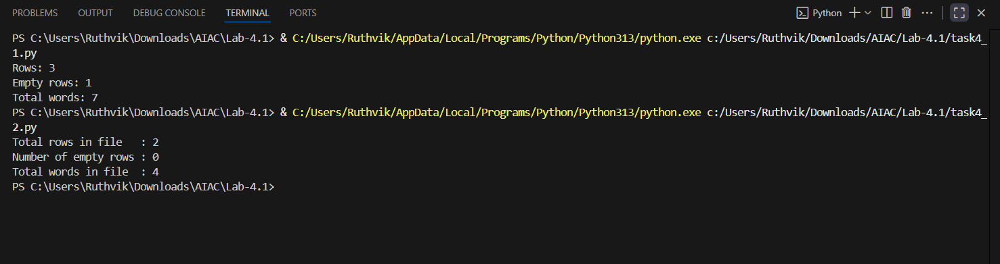 PROBLEMS OUTPUT DEBUG CONSOLE TERMINAL PORTS Python
PS C:\Users\Ruthvik\Downloads\AIAC\Lab-4.1> & C:/Users/Ruthvik/AppData/Local/Programs/Python/Python313/python.exe c:/Users/Ruthvik/Downloads/AIAC/Lab-4.1/task4_
1.py
Rows: 3
Empty rows: 1
Total words: 7
PS C:\Users\Ruthvik\Downloads\AIAC\Lab-4.1> & C:/Users/Ruthvik/AppData/Local/Programs/Python/Python313/python.exe c:/Users/Ruthvik/Downloads/AIAC/Lab-4.1/task4_
2.py
Total rows in file   : 2
Number of empty rows : 0
Total words in file  : 4
PS C:\Users\Ruthvik\Downloads\AIAC\Lab-4.1>